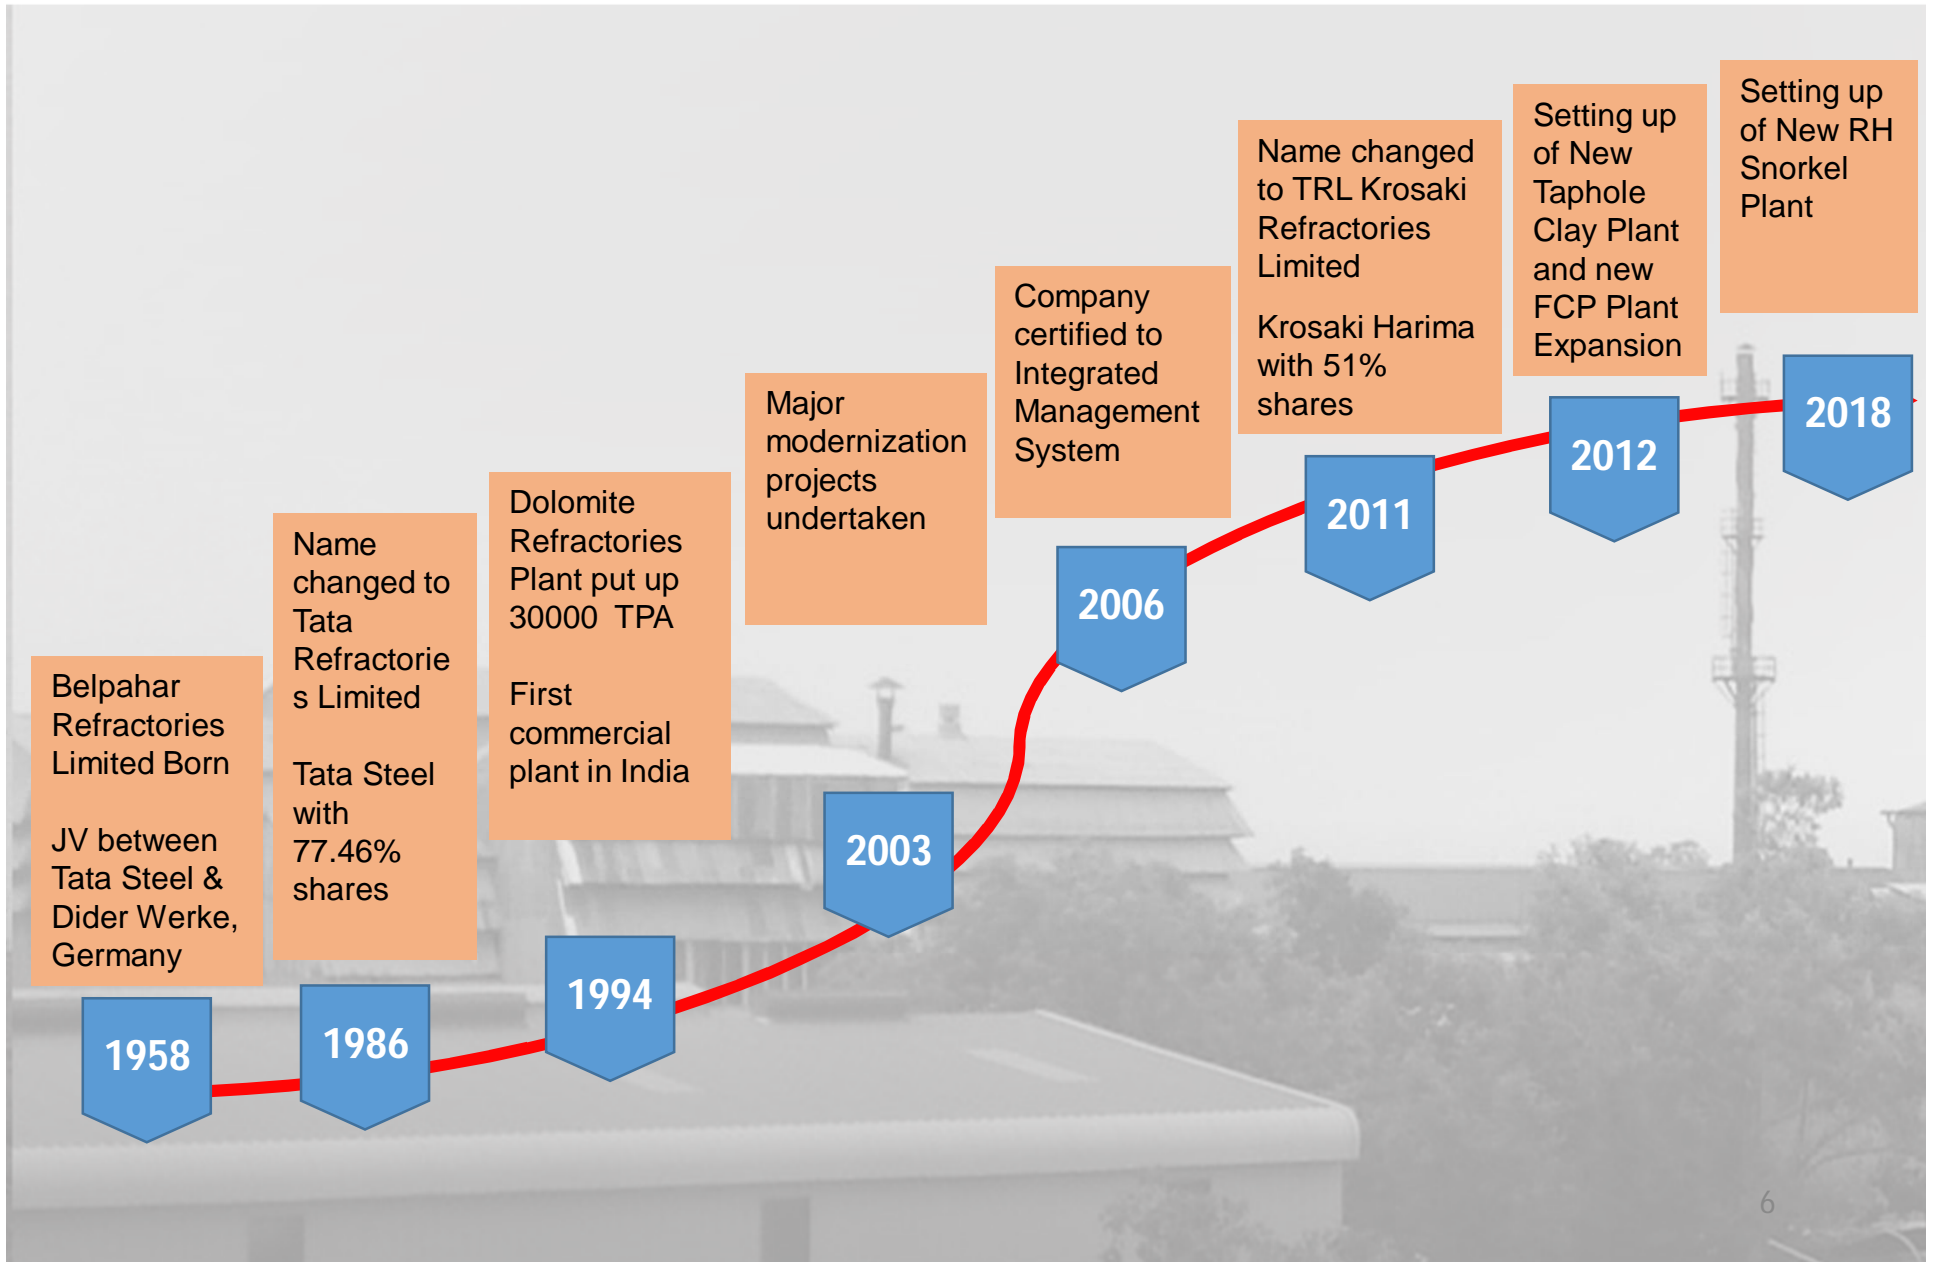 Belpahar
Refractories
Limited Born
JV between
Tata Steel &
Dider Werke,
Germany
1958
Name
changed to
Tata
Refractorie
s Limited
Tata Steel
with
77.46%
shares
1986
Dolomite
Refractories
Plant put up
30000 TPA
First
commercial
plant in India
1994
Major
modernization
projects
undertaken
2003
Company
certified to
Integrated
Management
System
2006
Name changed
to TRL Krosaki
Refractories
Limited
Krosaki Harima
with 51%
shares
2011
Setting up
of New
Taphole
Clay Plant
and new
FCP Plant
Expansion
2012
Setting up
of New RH
Snorkel
Plant
2018
6